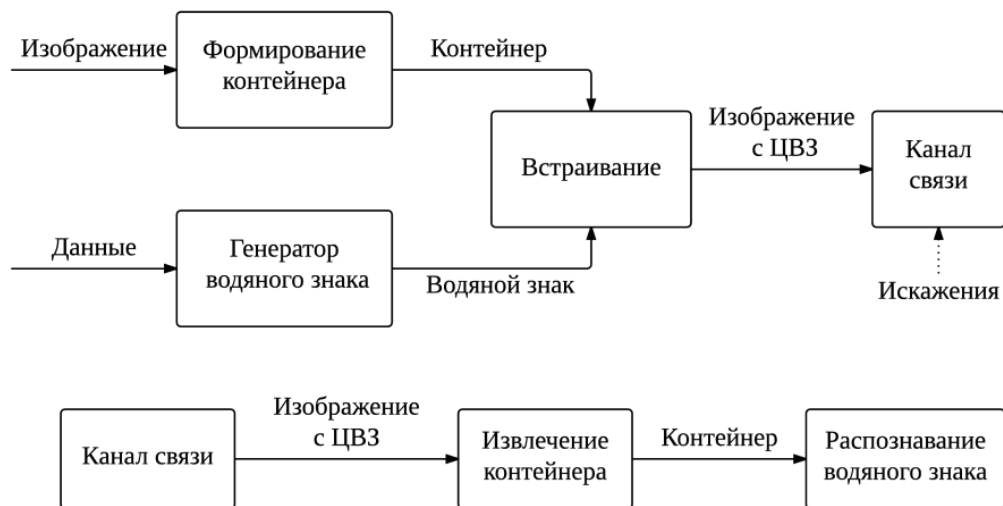 Изображение
Формирование
контейнера
Контейнер
Встраивание
Изображение
с ЦВЗ
Канал
связи
Данные
Генератор
водяного знака
Водяной знак
Искажения
Канал связи
Изображение
с ЦВЗ
Извлечение
контейнера
Контейнер
Распознавание
водяного знака